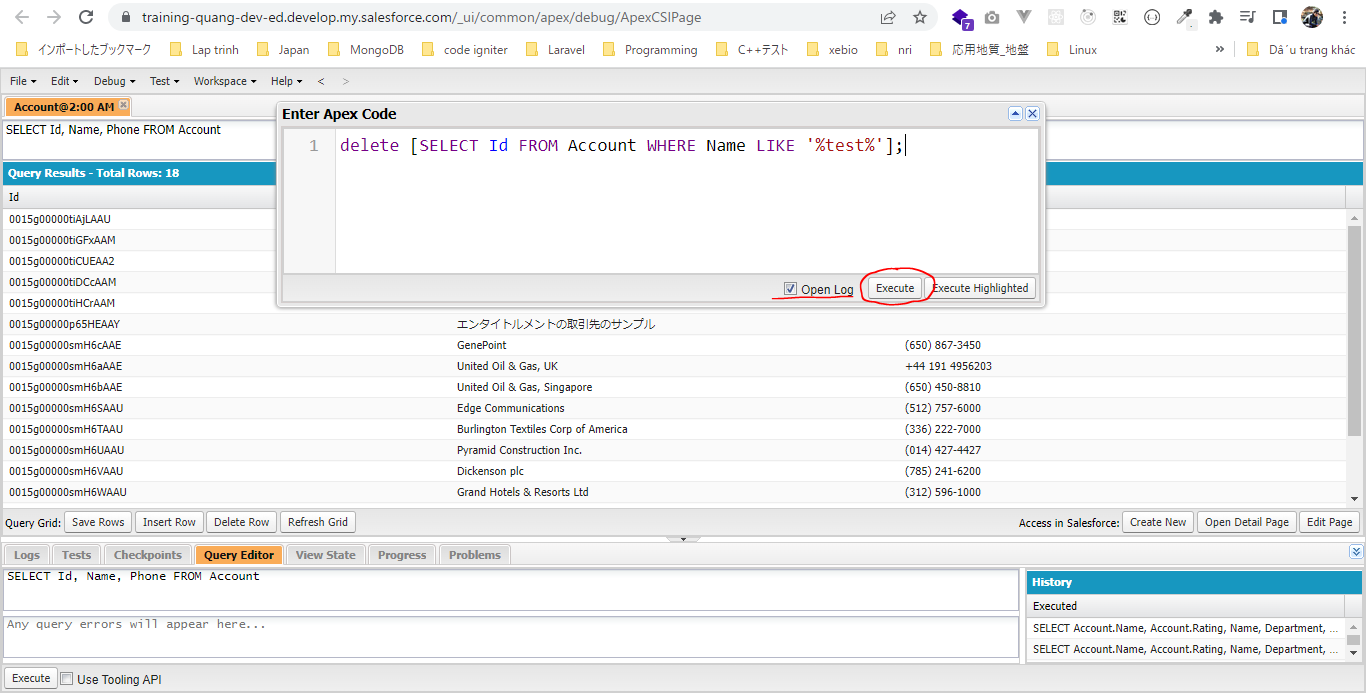 training-quang-dev-ed.develop.my.salesforce.com/_ui/common/apex/debug/ApexCSIPage
7
インポートしたブックマーク Lap trinh Japan MongoDB code igniter Laravel Programming C++テスト xebio nri 応用地質_地盤 Linux » Dấu trang khác
File Edit Debug Test Workspace Help < >
Account@2:00 AM
SELECT Id, Name, Phone FROM Account
Enter Apex Code
1 delete [SELECT Id FROM Account WHERE Name LIKE '%test%'];
Open Log Execute Execute Highlighted
Query Results - Total Rows: 18
Id
0015g00000tiAjLAAU
0015g00000tiGFxAAM
0015g00000tiCUEAA2
0015g00000tiDCcAAM
0015g00000tiHCrAAM
0015g00000p65HEAAY エンタイトルメントの取引先のサンプル
0015g00000smH6cAAE GenePoint (650) 867-3450
0015g00000smH6aAAE United Oil & Gas, UK +44 191 4956203
0015g00000smH6bAAE United Oil & Gas, Singapore (650) 450-8810
0015g00000smH6SAAU Edge Communications (512) 757-6000
0015g00000smH6TAAU Burlington Textiles Corp of America (336) 222-7000
0015g00000smH6UAAU Pyramid Construction Inc. (014) 427-4427
0015g00000smH6VAAU Dickenson plc (785) 241-6200
0015g00000smH6WAAU Grand Hotels & Resorts Ltd (312) 596-1000
Query Grid: Save Rows Insert Row Delete Row Refresh Grid Access in Salesforce: Create New Open Detail Page Edit Page
Logs Tests Checkpoints Query Editor View State Progress Problems
SELECT Id, Name, Phone FROM Account
Any query errors will appear here...
History
Executed
SELECT Account.Name, Account.Rating, Name, Department, ...
SELECT Account.Name, Account.Rating, Name, Department, ...
Execute Use Tooling API